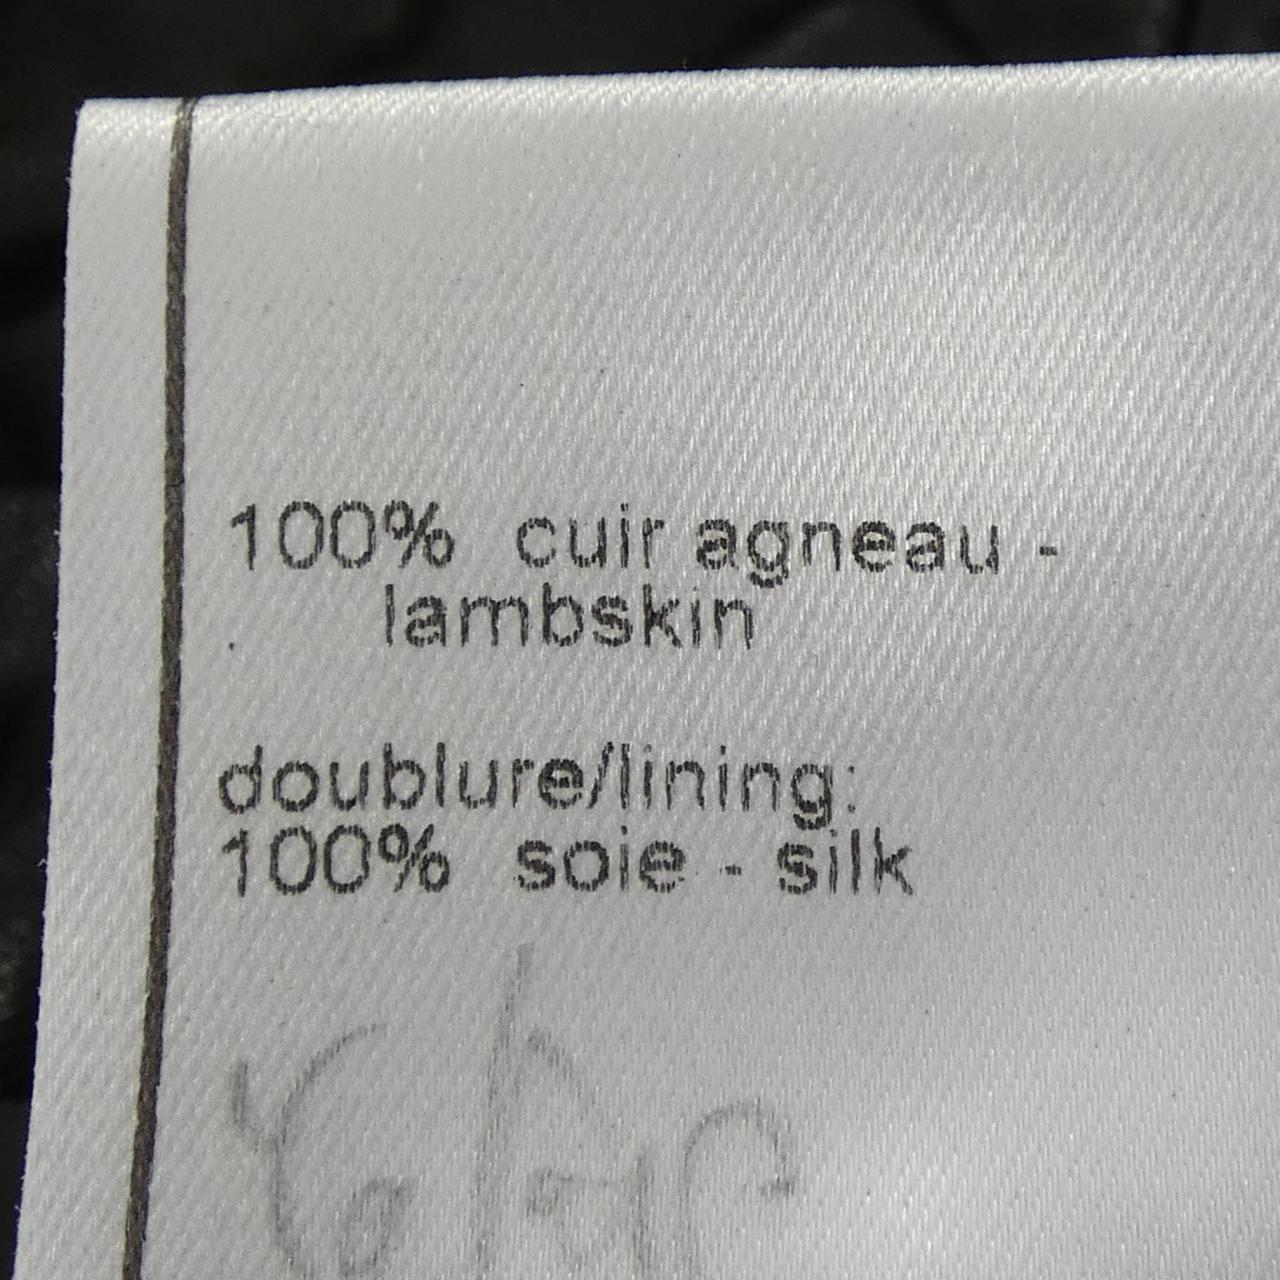 100% cuir agneau -
lambskin
doublure/lining:
100% soie - silk